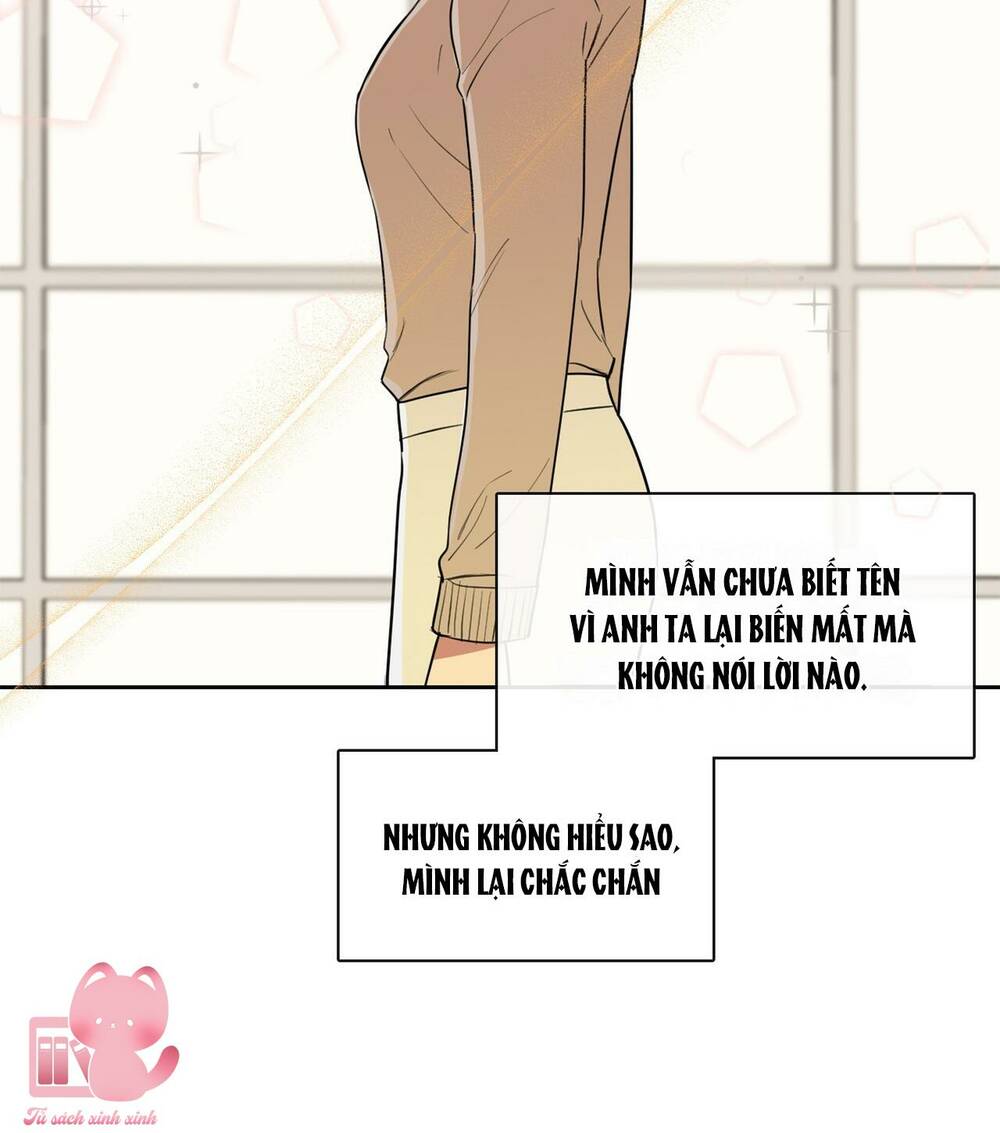 MÌNH VẪN CHƯA BIẾT TÊN
VÌ ANH TA LẠI BIẾN MẤT MÀ
KHÔNG NÓI LỜI NÀO.
NHƯNG KHÔNG HIỂU SAO,
MÌNH LẠI CHẮC CHẮN
Tủ sách xinh xinh